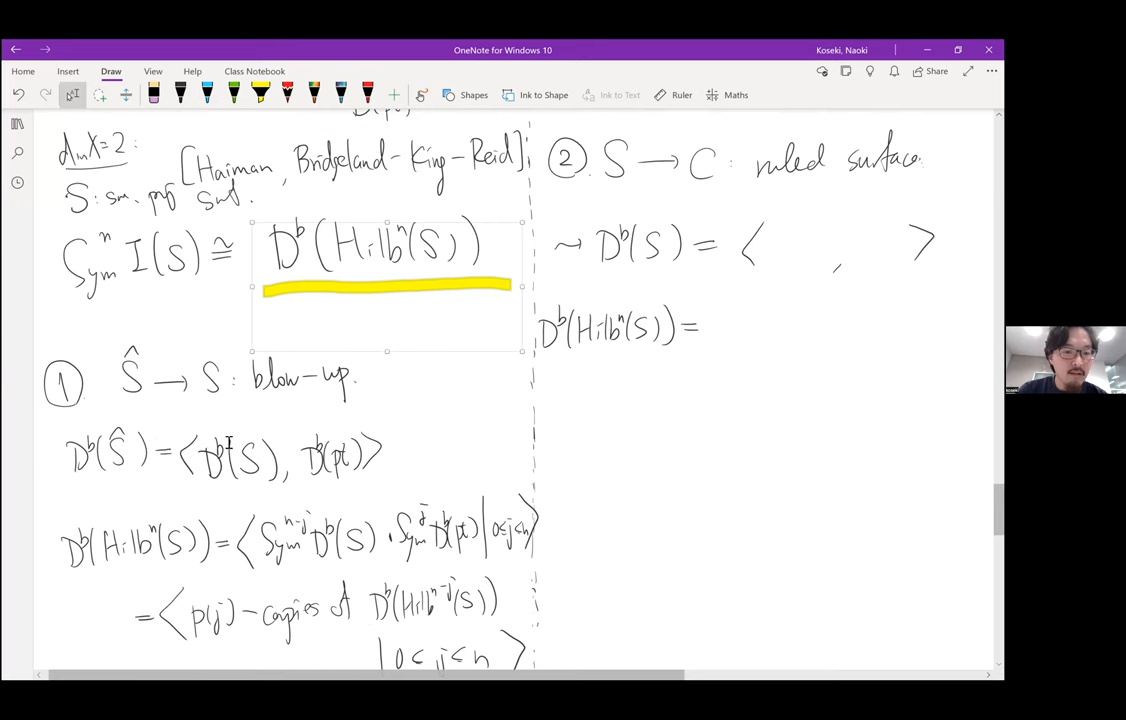 OneNote for Windows 10
Koseki, Naoki
Home Insert Draw View Help Class Notebook
Share
Shapes Ink to Shape Ink to Text Ruler Maths
dim X = 2 :
[Haiman, Bridgeland-King-Reid]
S : sm. proj surf.
Sym^n I(S) ≅ D^b(Hilb^n(S))
① Ŝ → S : blow-up.
D^b(Ŝ) = <D^b(S), D^b(pt)>
D^b(Hilb^n(S)) = <Sym^{n-j} D^b(S) · Sym^j D^b(pt) | 0≤j≤n>
= <p(j)-copies of D^b(Hilb^{n-j}(S))
| 0≤j≤n>
② S → C : ruled surface.
⇝ D^b(S) = < , >
D^b(Hilb^n(S)) =